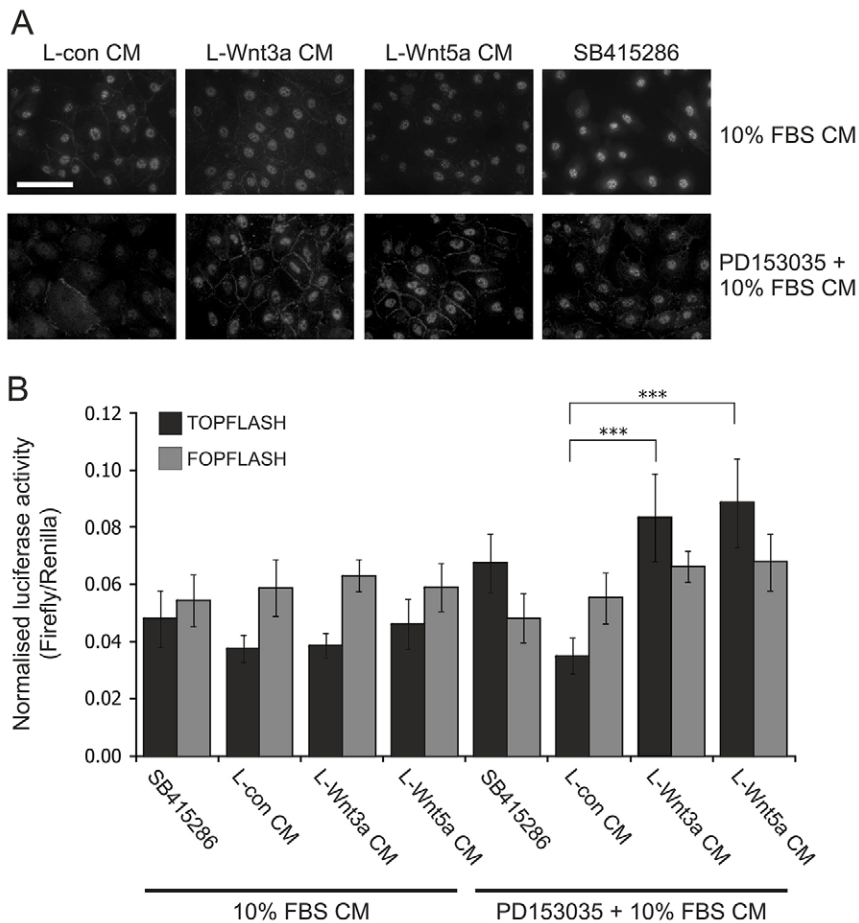 A
L-con CM
L-Wnt3a CM
L-Wnt5a CM
SB415286
10% FBS CM
PD153035 +
10% FBS CM
B
Normalised luciferase activity
(Firefly/Renilla)
0.12
0.10
0.08
0.06
0.04
0.02
0.00
TOPFLASH
FOPFLASH
***
***
SB415286
L-con CM
L-Wnt3a CM
L-Wnt5a CM
SB415286
L-con CM
L-Wnt3a CM
L-Wnt5a CM
10% FBS CM
PD153035 + 10% FBS CM